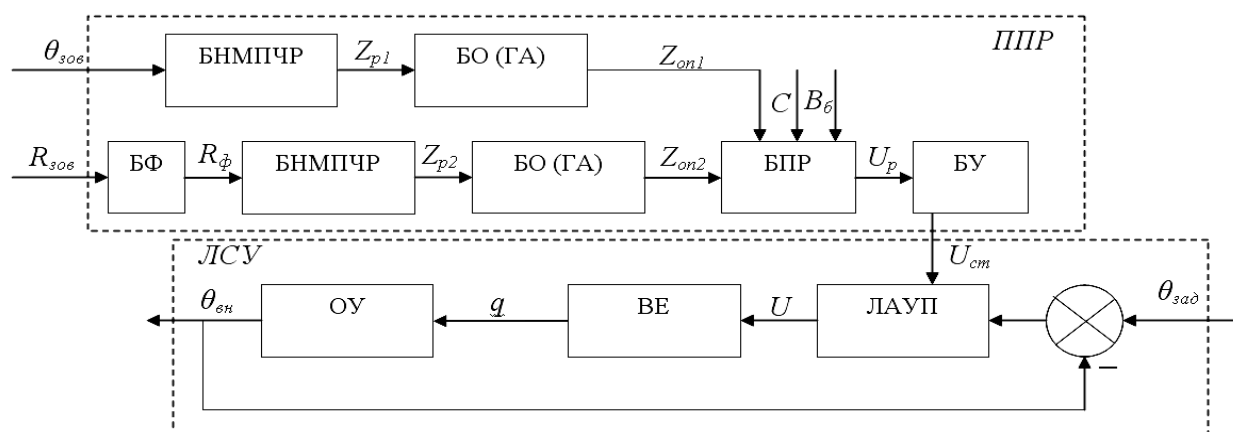 ППР
θзов
БНМПЧР
Zр1
БО (ГА)
Zоп1
C
Bб
Rзов
БФ
Rф
БНМПЧР
Zр2
БО (ГА)
Zоп2
БПР
Uр
БУ
ЛСУ
Uст
θвн
ОУ
q
ВЕ
U
ЛАУП
θзад
−